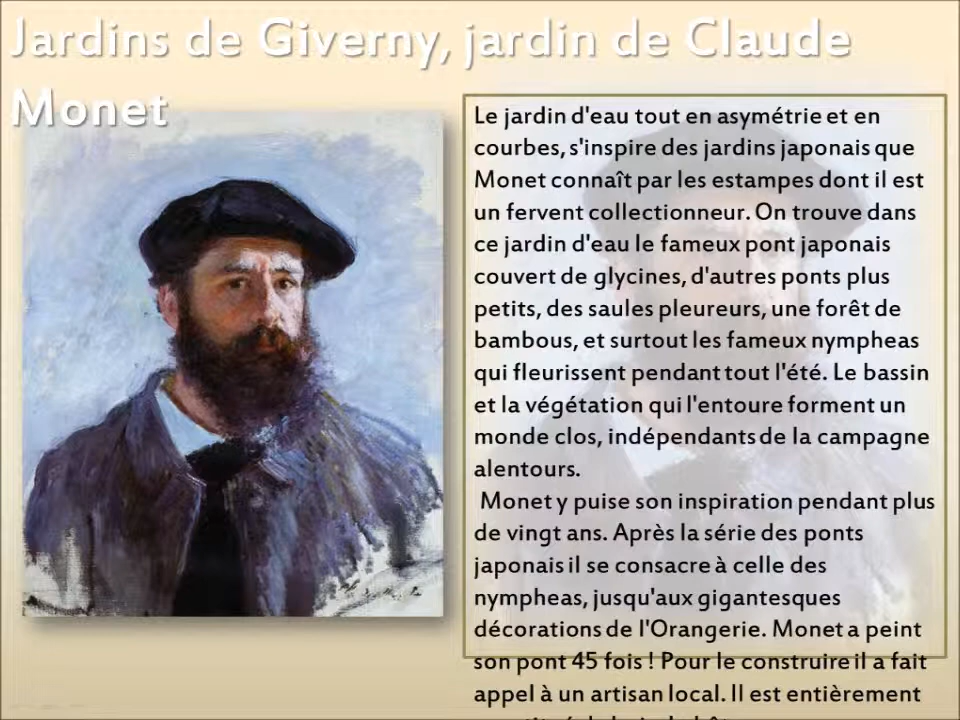 Jardins de Giverny, jardin de Claude
Monet
Le jardin d'eau tout en asymétrie et en
courbes, s'inspire des jardins japonais que
Monet connaît par les estampes dont il est
un fervent collectionneur. On trouve dans
ce jardin d'eau le fameux pont japonais
couvert de glycines, d'autres ponts plus
petits, des saules pleureurs, une forêt de
bambous, et surtout les fameux nympheas
qui fleurissent pendant tout l'été. Le bassin
et la végétation qui l'entoure forment un
monde clos, indépendants de la campagne
alentours.
Monet y puise son inspiration pendant plus
de vingt ans. Après la série des ponts
japonais il se consacre à celle des
nympheas, jusqu'aux gigantesques
décorations de l'Orangerie. Monet a peint
son pont 45 fois ! Pour le construire il a fait
appel à un artisan local. Il est entièrement